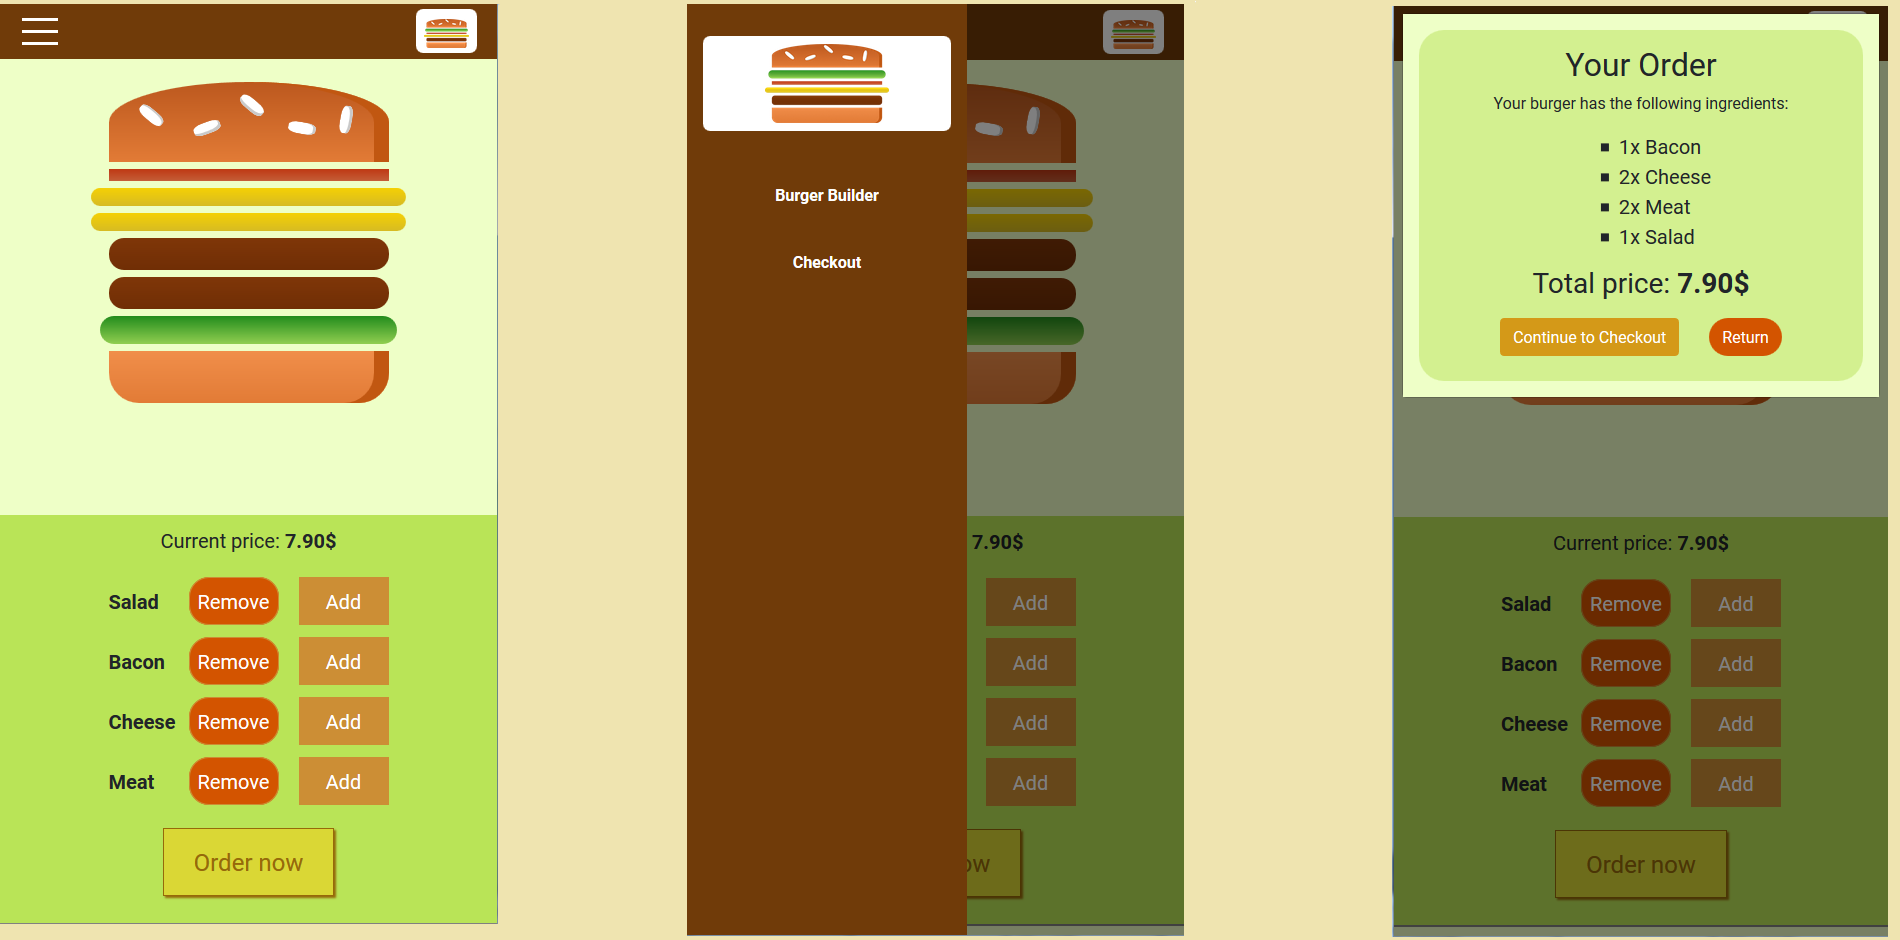 Current price: 7.90$
Salad Remove Add
Bacon Remove Add
Cheese Remove Add
Meat Remove Add
Order now
Burger Builder
Checkout
7.90$
Add
Add
Add
Add
ow
Your Order
Your burger has the following ingredients:
1x Bacon
2x Cheese
2x Meat
1x Salad
Total price: 7.90$
Continue to Checkout Return
Current price: 7.90$
Salad Remove Add
Bacon Remove Add
Cheese Remove Add
Meat Remove Add
Order now